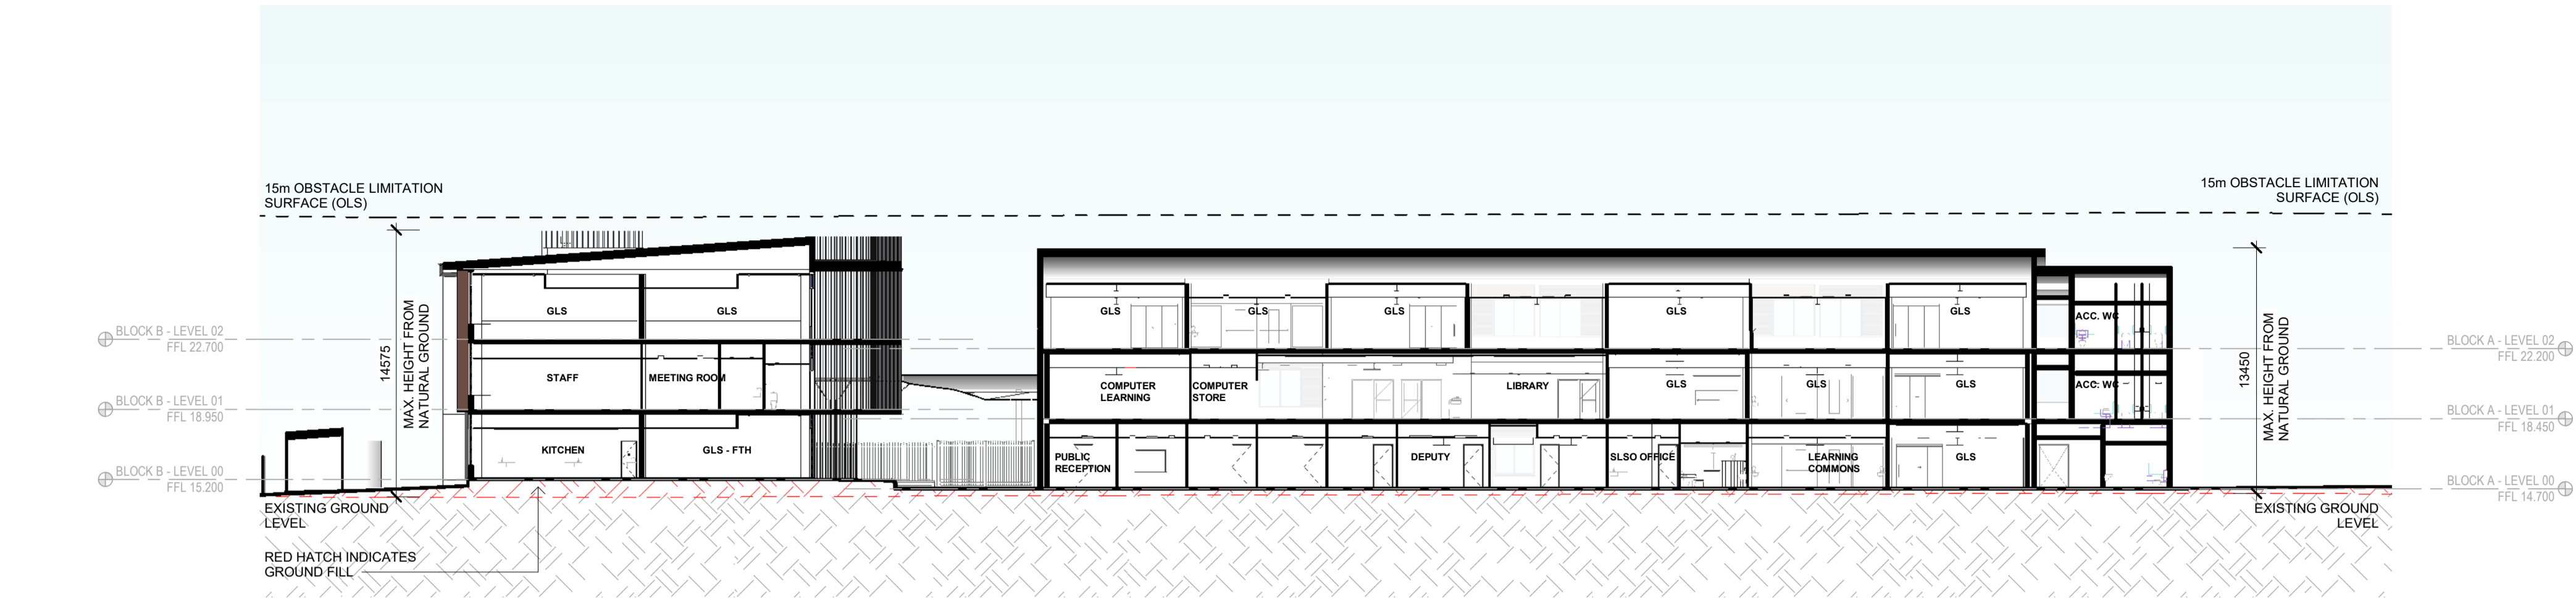 15m OBSTACLE LIMITATION
SURFACE (OLS)
15m OBSTACLE LIMITATION
SURFACE (OLS)
14575
MAX. HEIGHT FROM
NATURAL GROUND
13450
MAX. HEIGHT FROM
NATURAL GROUND
BLOCK B - LEVEL 02
FFL 22.700
BLOCK B - LEVEL 01
FFL 18.950
BLOCK B - LEVEL 00
FFL 15.200
GLS
GLS
STAFF
MEETING ROOM
KITCHEN
GLS - FTH
GLS
GLS
GLS
GLS
GLS
ACC. WC
COMPUTER
LEARNING
COMPUTER
STORE
LIBRARY
GLS
GLS
GLS
ACC. WC
PUBLIC
RECEPTION
DEPUTY
SLSO OFFICE
LEARNING
COMMONS
GLS
BLOCK A - LEVEL 02
FFL 22.200
BLOCK A - LEVEL 01
FFL 18.450
BLOCK A - LEVEL 00
FFL 14.700
EXISTING GROUND
LEVEL
RED HATCH INDICATES
GROUND FILL
EXISTING GROUND
LEVEL